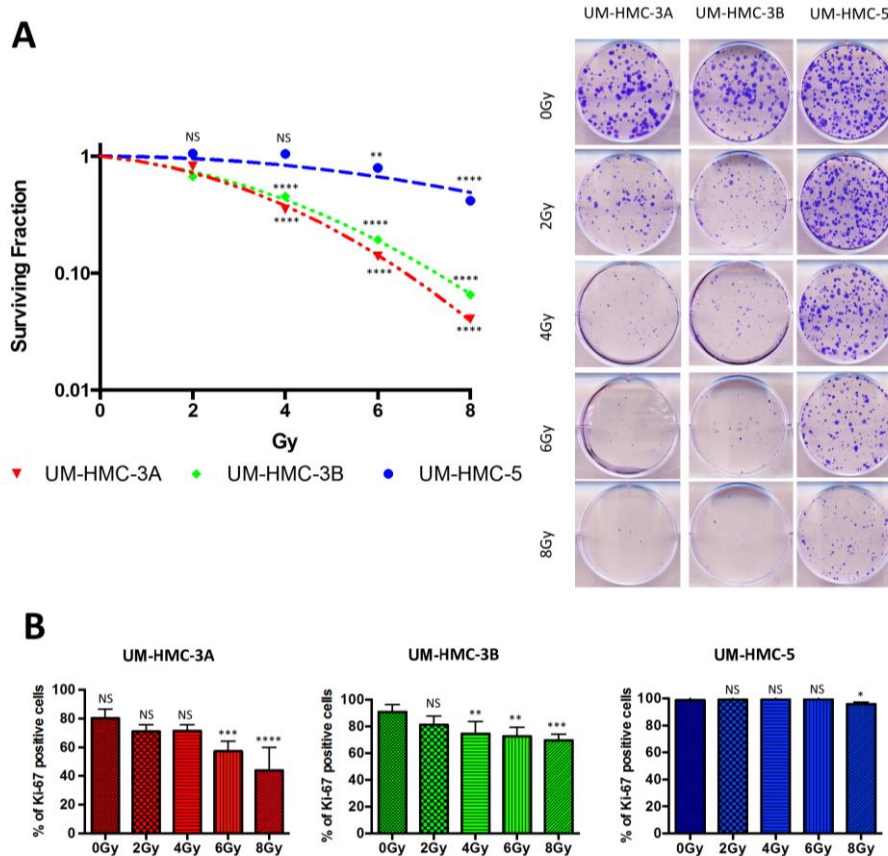 A
UM-HMC-3A UM-HMC-3B UM-HMC-5
0Gy
2Gy
4Gy
6Gy
8Gy
Surviving Fraction
1
0.10
0.01
NS NS ** ****
**** **** ****
**** **** ****
0 2 4 6 8
Gy
UM-HMC-3A UM-HMC-3B UM-HMC-5
B
UM-HMC-3A
% of Ki-67 positive cells
100
80
60
40
20
0
NS NS NS *** ****
0Gy 2Gy 4Gy 6Gy 8Gy
UM-HMC-3B
% of Ki-67 positive cells
100
80
60
40
20
0
NS ** ** ***
0Gy 2Gy 4Gy 6Gy 8Gy
UM-HMC-5
% of Ki-67 positive cells
100
80
60
40
20
0
NS NS NS *
0Gy 2Gy 4Gy 6Gy 8Gy